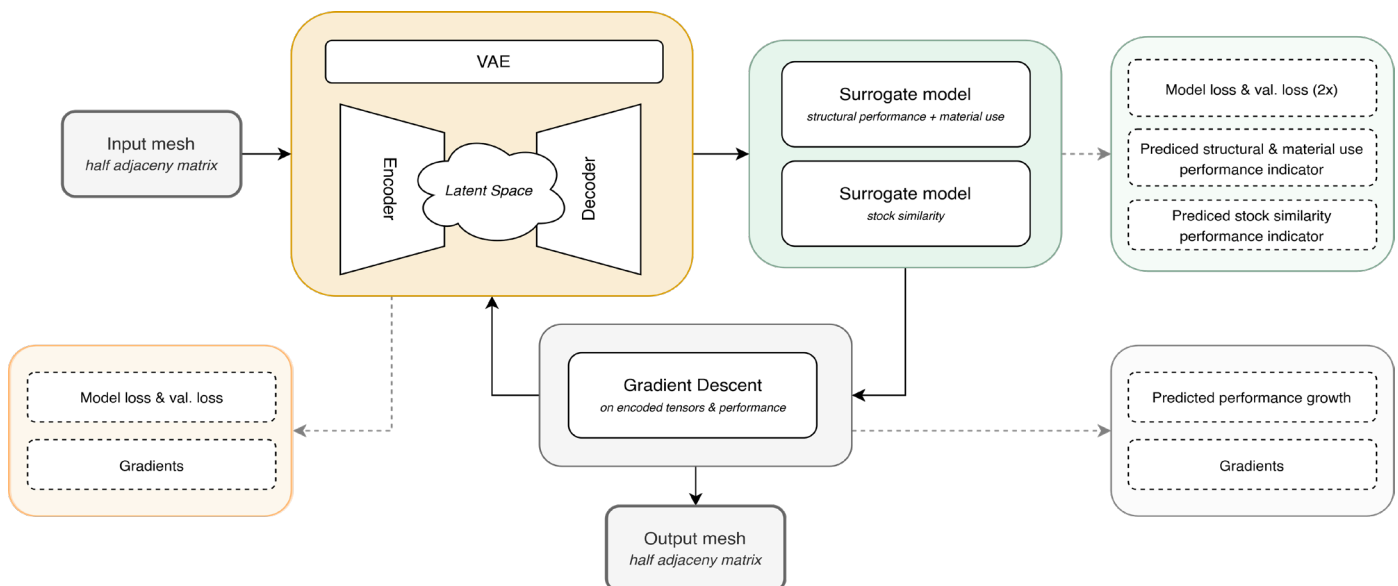 VAE
Input mesh
half adjaceny matrix
Encoder
Latent Space
Decoder
Surrogate model
structural performance + material use
Surrogate model
stock similarity
Model loss & val. loss (2x)
Prediced structural & material use
performance indicator
Prediced stock similarity
performance indicator
Model loss & val. loss
Gradients
Gradient Descent
on encoded tensors & performance
Predicted performance growth
Gradients
Output mesh
half adjaceny matrix